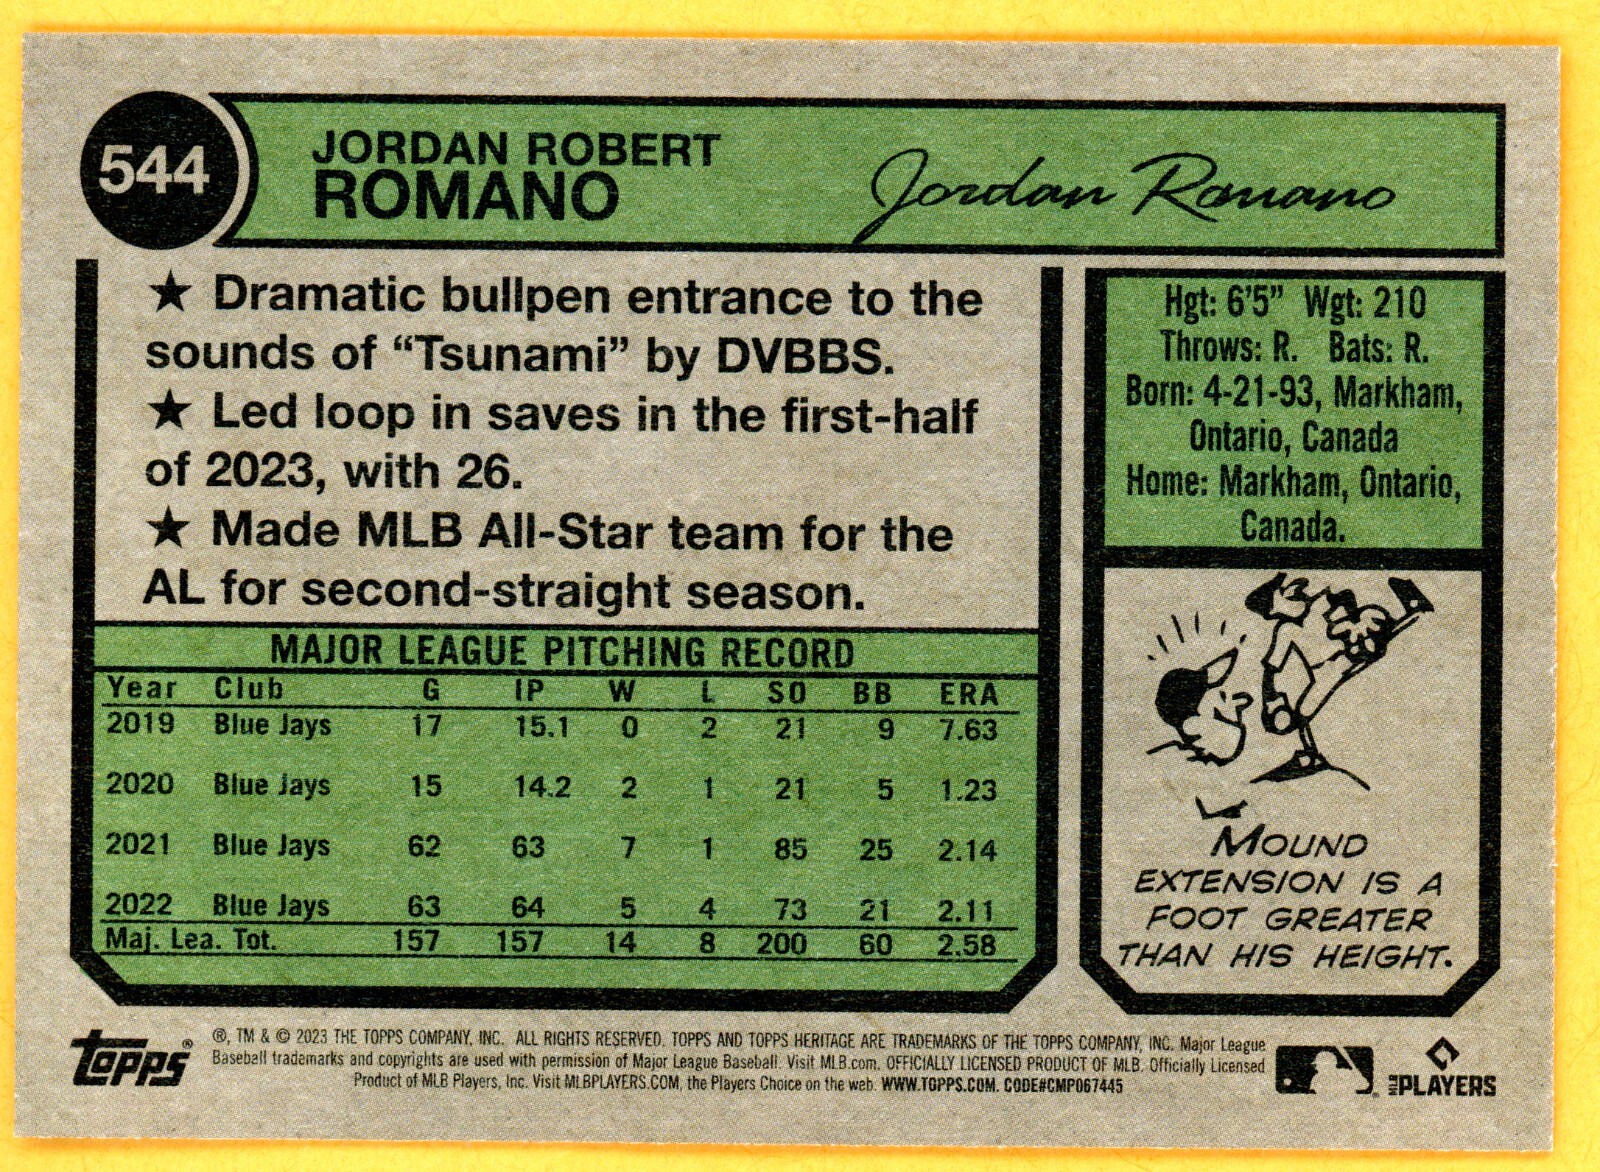 544
JORDAN ROBERT
ROMANO
Jordan Romano
★ Dramatic bullpen entrance to the
sounds of “Tsunami” by DVBBS.
★ Led loop in saves in the first-half
of 2023, with 26.
★ Made MLB All-Star team for the
AL for second-straight season.
Hgt: 6'5” Wgt: 210
Throws: R. Bats: R.
Born: 4-21-93, Markham,
Ontario, Canada
Home: Markham, Ontario,
Canada.
MAJOR LEAGUE PITCHING RECORD
Year Club G IP W L SO BB ERA
2019 Blue Jays 17 15.1 0 2 21 9 7.63
2020 Blue Jays 15 14.2 2 1 21 5 1.23
2021 Blue Jays 62 63 7 1 85 25 2.14
2022 Blue Jays 63 64 5 4 73 21 2.11
Maj. Lea. Tot. 157 157 14 8 200 60 2.58
MOUND
EXTENSION IS A
FOOT GREATER
THAN HIS HEIGHT.
topps®
®, TM & © 2023 THE TOPPS COMPANY, INC. ALL RIGHTS RESERVED. TOPPS AND TOPPS HERITAGE ARE TRADEMARKS OF THE TOPPS COMPANY, INC. Major League
Baseball trademarks and copyrights are used with permission of Major League Baseball. Visit MLB.com. OFFICIALLY LICENSED PRODUCT OF MLB. Officially Licensed
Product of MLB Players, Inc. Visit MLBPLAYERS.COM, the Players Choice on the web. WWW.TOPPS.COM. CODE#CMP067445
MLB PLAYERS